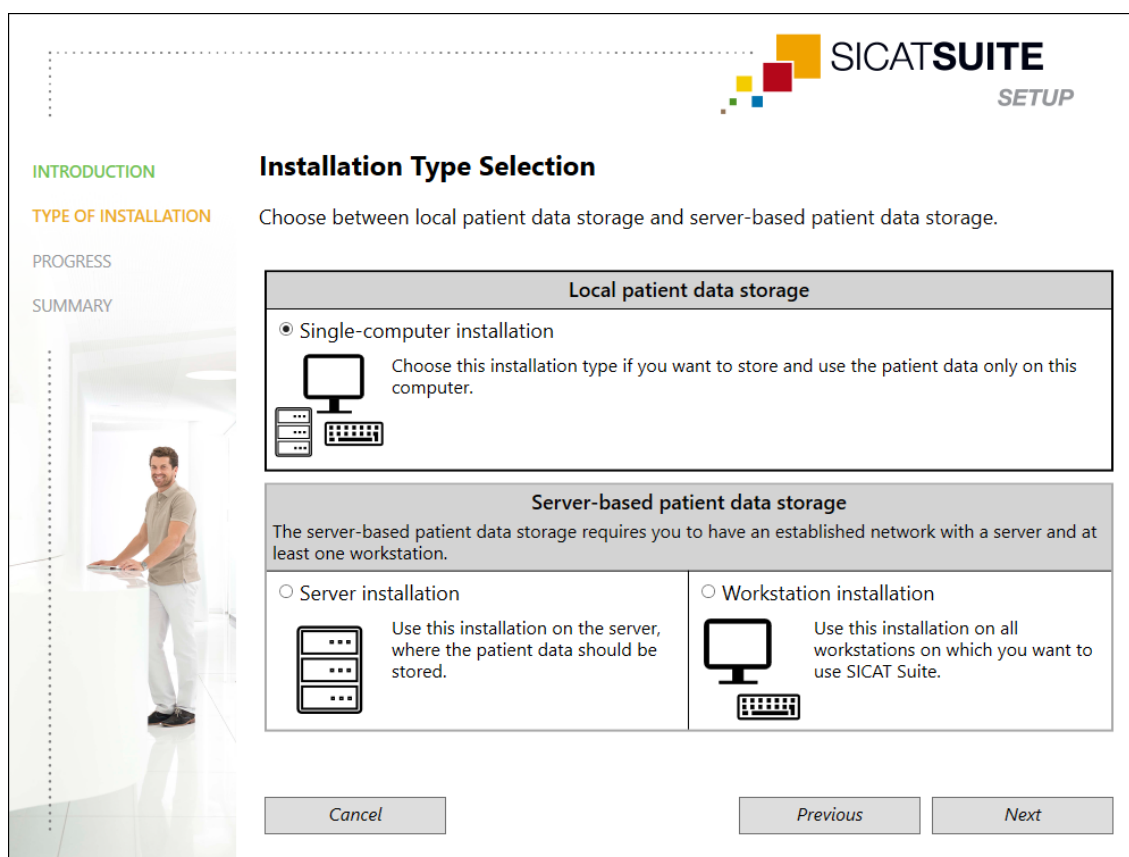 SICATSUITE
SETUP
INTRODUCTION
TYPE OF INSTALLATION
PROGRESS
SUMMARY
Installation Type Selection
Choose between local patient data storage and server-based patient data storage.
Local patient data storage
Single-computer installation
Choose this installation type if you want to store and use the patient data only on this
computer.
Server-based patient data storage
The server-based patient data storage requires you to have an established network with a server and at
least one workstation.
Server installation
Use this installation on the server,
where the patient data should be
stored.
Workstation installation
Use this installation on all
workstations on which you want to
use SICAT Suite.
Cancel
Previous
Next